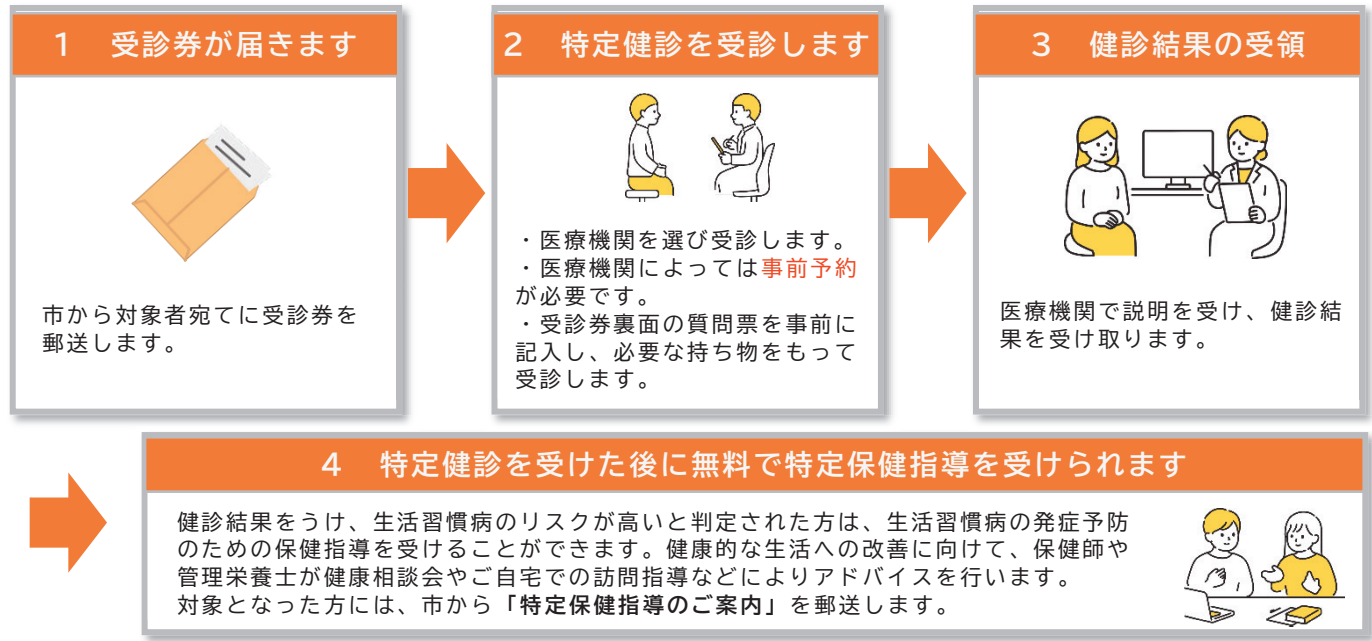 1　受診券が届きます
市から対象者宛てに受診券を
郵送します。
2　特定健診を受診します
・医療機関を選び受診します。
・医療機関によっては事前予約
が必要です。
・受診券裏面の質問票を事前に
記入し、必要な持ち物をもって
受診します。
3　健診結果の受領
医療機関で説明を受け、健診結
果を受け取ります。
4　特定健診を受けた後に無料で特定保健指導を受けられます
健診結果をうけ、生活習慣病のリスクが高いと判定された方は、生活習慣病の発症予防
のための保健指導を受けることができます。健康的な生活への改善に向けて、保健師や
管理栄養士が健康相談会やご自宅での訪問指導などによりアドバイスを行います。
対象となった方には、市から「特定保健指導のご案内」を郵送します。